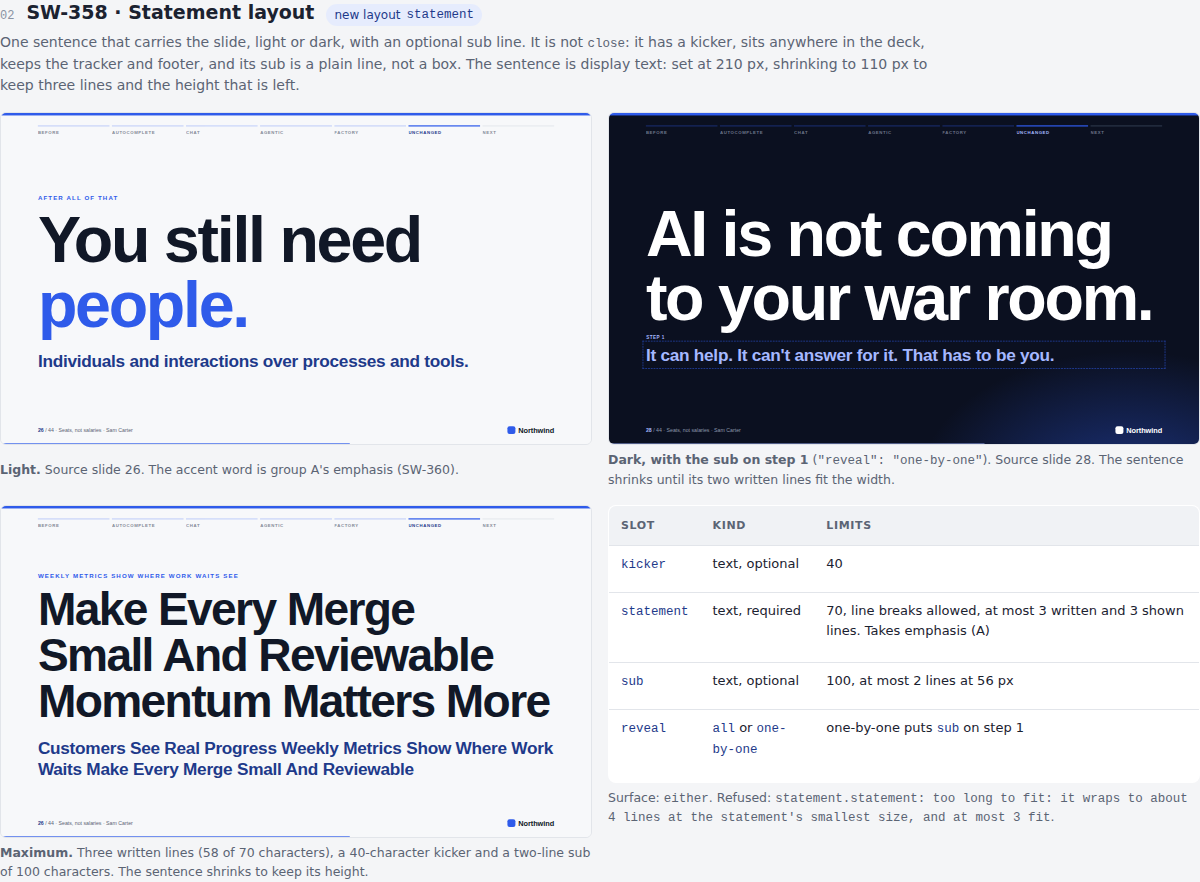 02 SW-358 · Statement layout new layout statement
One sentence that carries the slide, light or dark, with an optional sub line. It is not close: it has a kicker, sits anywhere in the deck,
keeps the tracker and footer, and its sub is a plain line, not a box. The sentence is display text: set at 210 px, shrinking to 110 px to
keep three lines and the height that is left.
BEFORE AUTOCOMPLETE CHAT AGENTIC FACTORY UNCHANGED NEXT
AFTER ALL OF THAT
You still need
people.
Individuals and interactions over processes and tools.
26 / 44 · Seats, not salaries · Sam Carter
Northwind
Light. Source slide 26. The accent word is group A's emphasis (SW-360).
BEFORE AUTOCOMPLETE CHAT AGENTIC FACTORY UNCHANGED NEXT
AI is not coming
to your war room.
STEP 1
It can help. It can't answer for it. That has to be you.
28 / 44 · Seats, not salaries · Sam Carter
Northwind
Dark, with the sub on step 1 ("reveal": "one-by-one"). Source slide 28. The sentence
shrinks until its two written lines fit the width.
BEFORE AUTOCOMPLETE CHAT AGENTIC FACTORY UNCHANGED NEXT
WEEKLY METRICS SHOW WHERE WORK WAITS SEE
Make Every Merge
Small And Reviewable
Momentum Matters More
Customers See Real Progress Weekly Metrics Show Where Work
Waits Make Every Merge Small And Reviewable
26 / 44 · Seats, not salaries · Sam Carter
Northwind
Maximum. Three written lines (58 of 70 characters), a 40-character kicker and a two-line sub
of 100 characters. The sentence shrinks to keep its height.
SLOT KIND LIMITS
kicker text, optional 40
statement text, required 70, line breaks allowed, at most 3 written and 3 shown
lines. Takes emphasis (A)
sub text, optional 100, at most 2 lines at 56 px
reveal all or one- one-by-one puts sub on step 1
by-one
Surface: either. Refused: statement.statement: too long to fit: it wraps to about
4 lines at the statement's smallest size, and at most 3 fit.